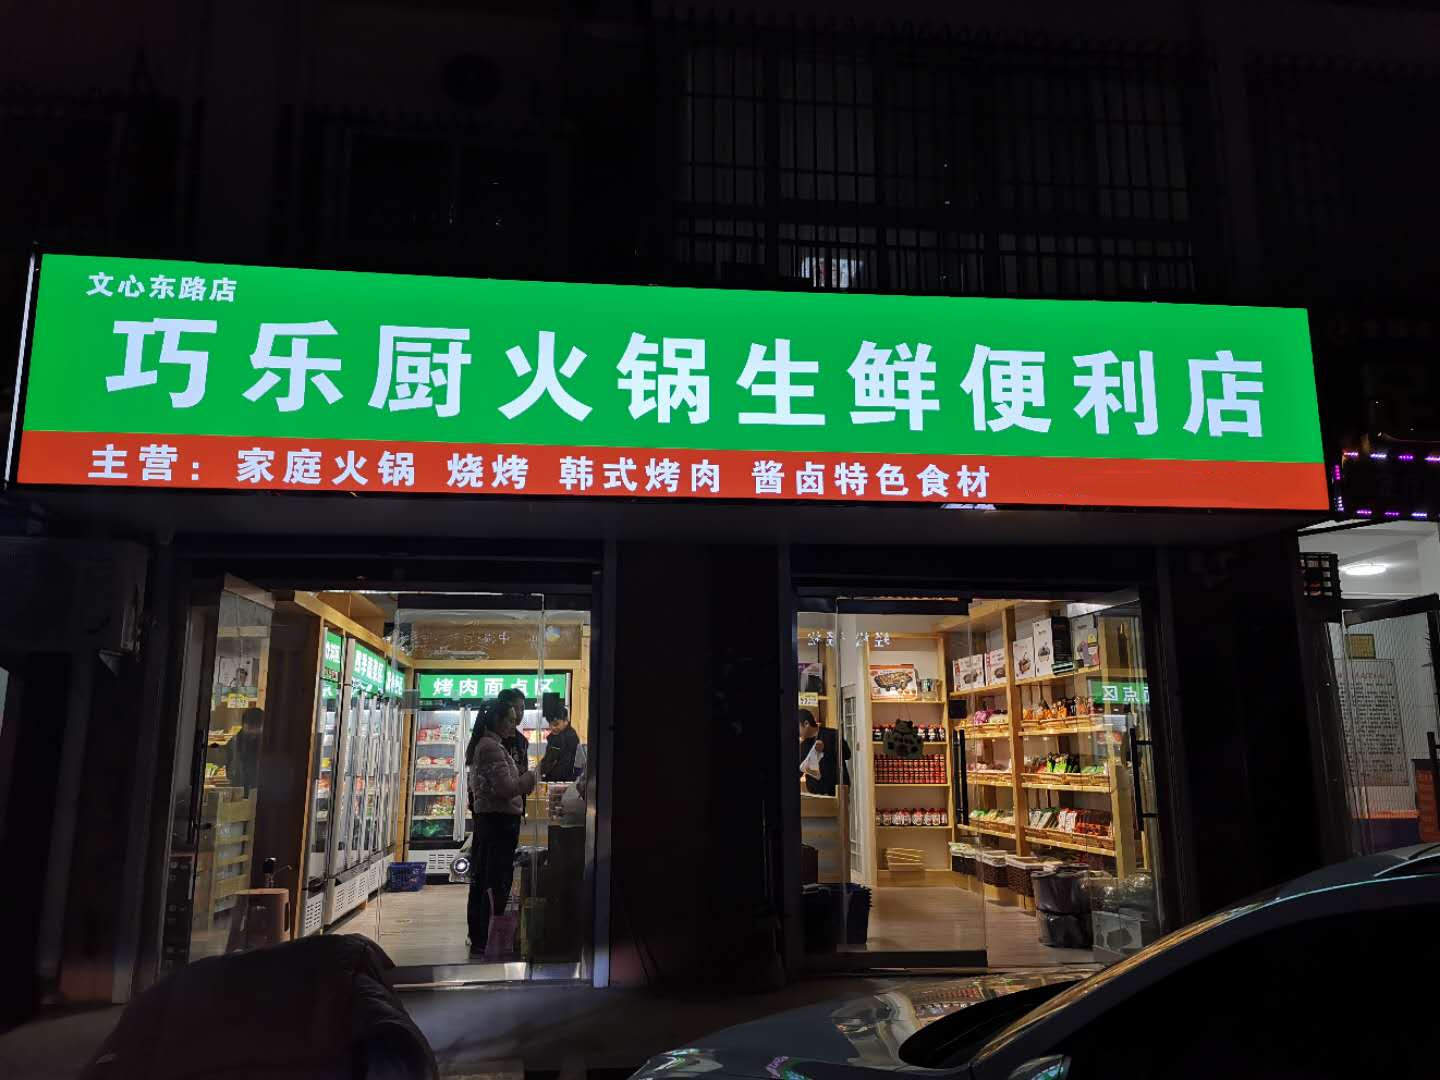 文心东路店
巧乐厨火锅生鲜便利店
主营：家庭火锅 烧烤 韩式烤肉 酱卤特色食材
烤肉面点区